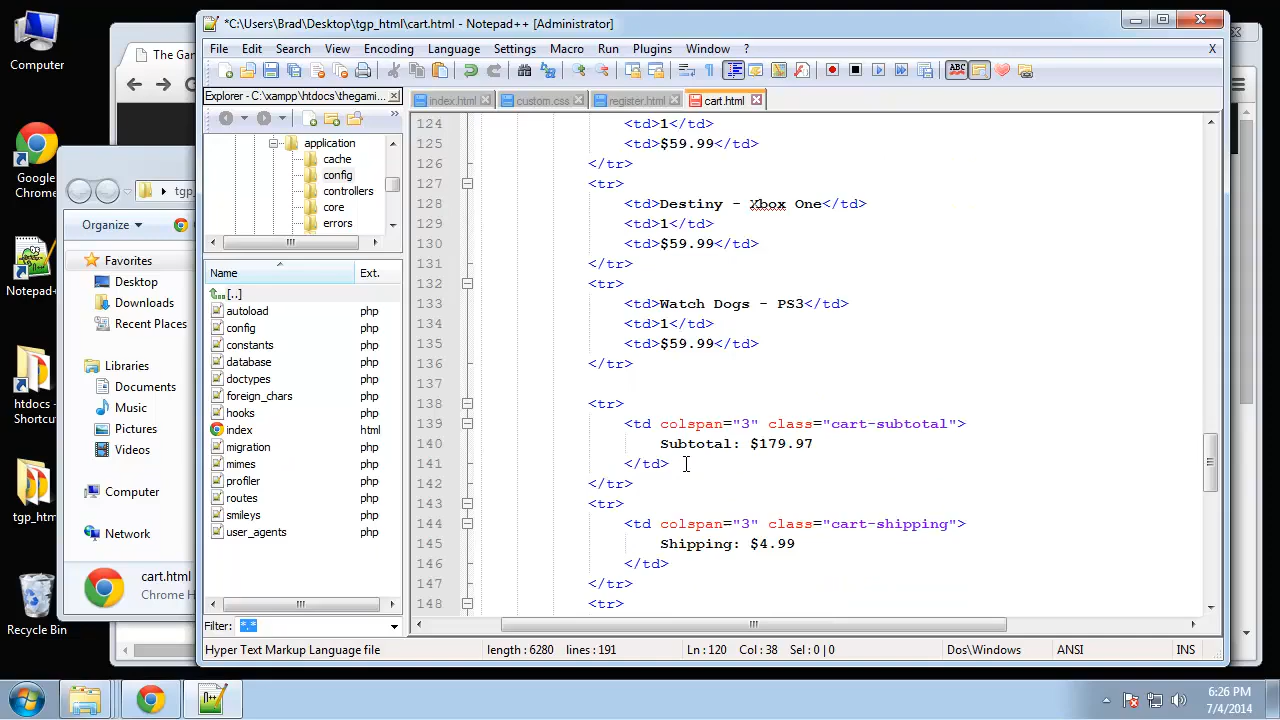 *C:\Users\Brad\Desktop\tgp_html\cart.html - Notepad++ [Administrator]
File Edit Search View Encoding Language Settings Macro Run Plugins Window ? X
Explorer - C:\xampp\htdocs\thegami...
index.html custom.css register.html cart.html
application
cache
config
controllers
core
errors
Name Ext.
[..]
autoload php
config php
constants php
database php
doctypes php
foreign_chars php
hooks php
index html
migration php
mimes php
profiler php
routes php
smileys php
user_agents php
Filter: *.*
124 <td>1</td>
125 <td>$59.99</td>
126 </tr>
127 <tr>
128 <td>Destiny - Xbox One</td>
129 <td>1</td>
130 <td>$59.99</td>
131 </tr>
132 <tr>
133 <td>Watch Dogs - PS3</td>
134 <td>1</td>
135 <td>$59.99</td>
136 </tr>
137
138 <tr>
139 <td colspan="3" class="cart-subtotal">
140 Subtotal: $179.97
141 </td>
142 </tr>
143 <tr>
144 <td colspan="3" class="cart-shipping">
145 Shipping: $4.99
146 </td>
147 </tr>
148 <tr>
Hyper Text Markup Language file length : 6280 lines : 191 Ln : 120 Col : 38 Sel : 0 | 0 Dos\Windows ANSI INS
The Gam
tgp_
Organize
Favorites
Desktop
Downloads
Recent Places
Libraries
Documents
Music
Pictures
Videos
Computer
Network
cart.html
Chrome H
Computer
Google
Chrome
Notepad+
htdocs -
Shortcu
tgp_htm
Recycle Bin
6:26 PM
7/4/2014